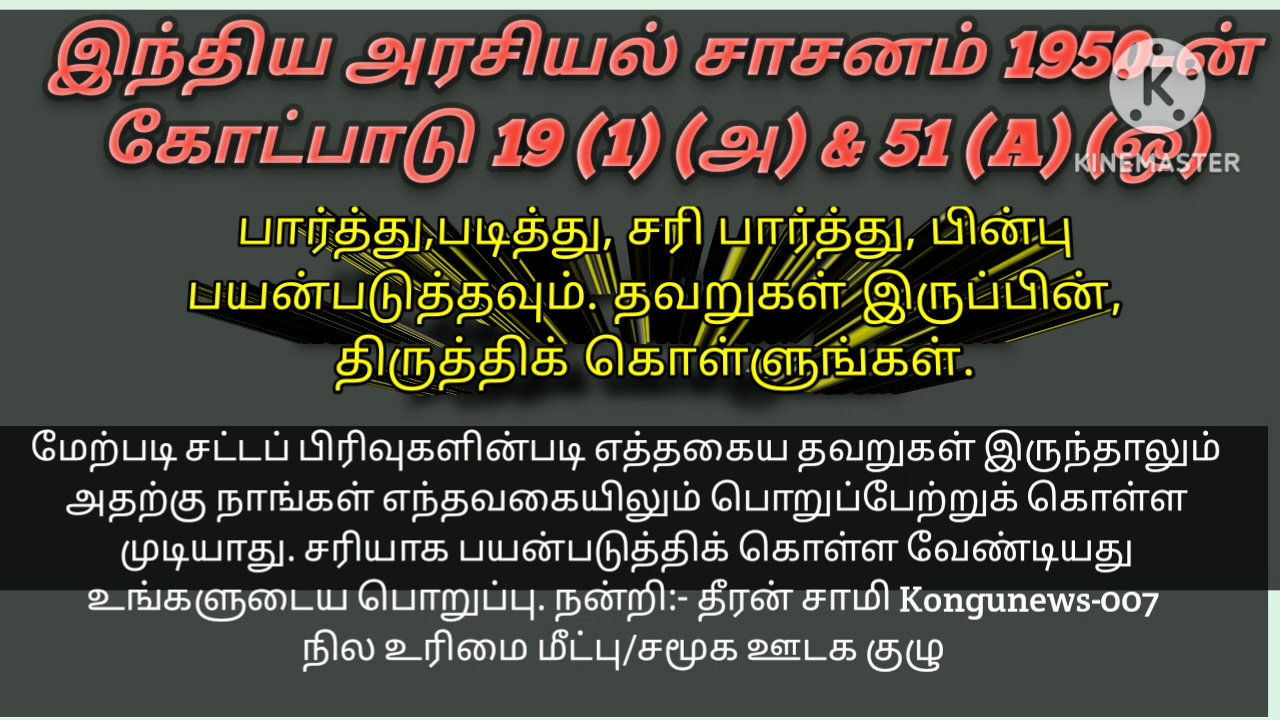 இந்திய அரசியல் சாசனம் 1950-ன்
கோட்பாடு 19 (1) (அ) & 51 (A) (ஒ)
KINEMASTER
பார்த்து,படித்து, சரி பார்த்து, பின்பு
பயன்படுத்தவும். தவறுகள் இருப்பின்,
திருத்திக் கொள்ளுங்கள்.
மேற்படி சட்டப் பிரிவுகளின்படி எத்தகைய தவறுகள் இருந்தாலும்
அதற்கு நாங்கள் எந்தவகையிலும் பொறுப்பேற்றுக் கொள்ள
முடியாது. சரியாக பயன்படுத்திக் கொள்ள வேண்டியது
உங்களுடைய பொறுப்பு. நன்றி:- தீரன் சாமி Kongunews-007
நில உரிமை மீட்பு/சமூக ஊடக குழு